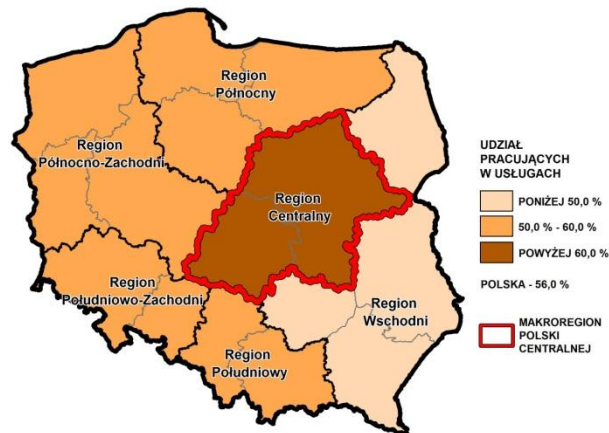 Region
Północny
Region
Północno-Zachodni
Region
Centralny
Region
Południowo-Zachodni
Region
Wschodni
Region
Południowy
UDZIAŁ
PRACUJĄCYCH
W USŁUGACH
PONIŻEJ 50,0 %
50,0 % - 60,0 %
POWYŻEJ 60,0 %
POLSKA - 56,0 %
MAKROREGION
POLSKI
CENTRALNEJ